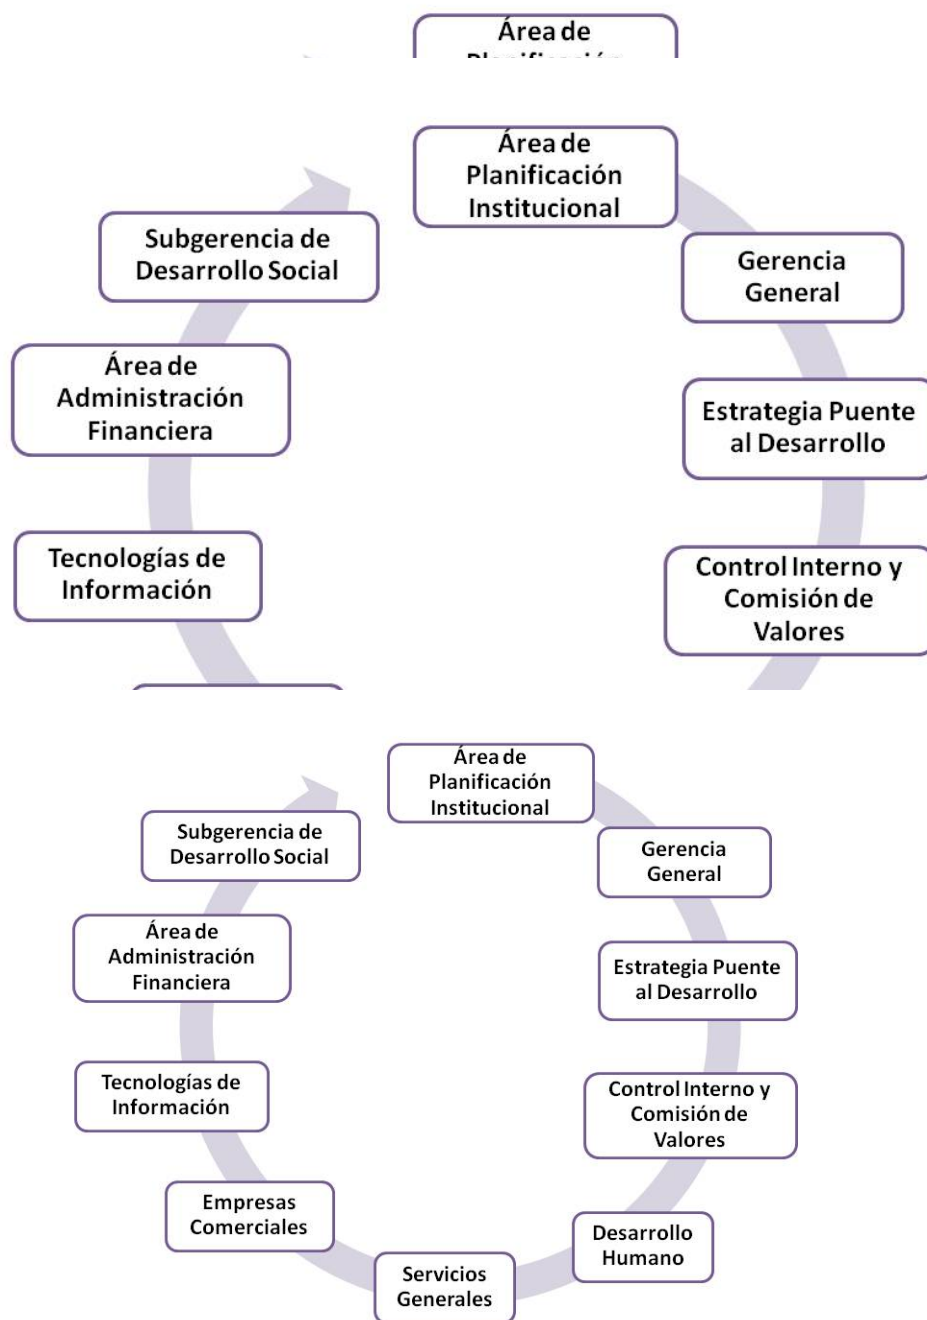 Área de
Planificación
Área de
Planificación
Institucional
Subgerencia de
Desarrollo Social
Gerencia
General
Área de
Administración
Financiera
Estrategia Puente
al Desarrollo
Tecnologías de
Información
Control Interno y
Comisión de
Valores
Área de
Planificación
Institucional
Subgerencia de
Desarrollo Social
Gerencia
General
Área de
Administración
Financiera
Estrategia Puente
al Desarrollo
Tecnologías de
Información
Control Interno y
Comisión de
Valores
Empresas
Comerciales
Desarrollo
Humano
Servicios
Generales